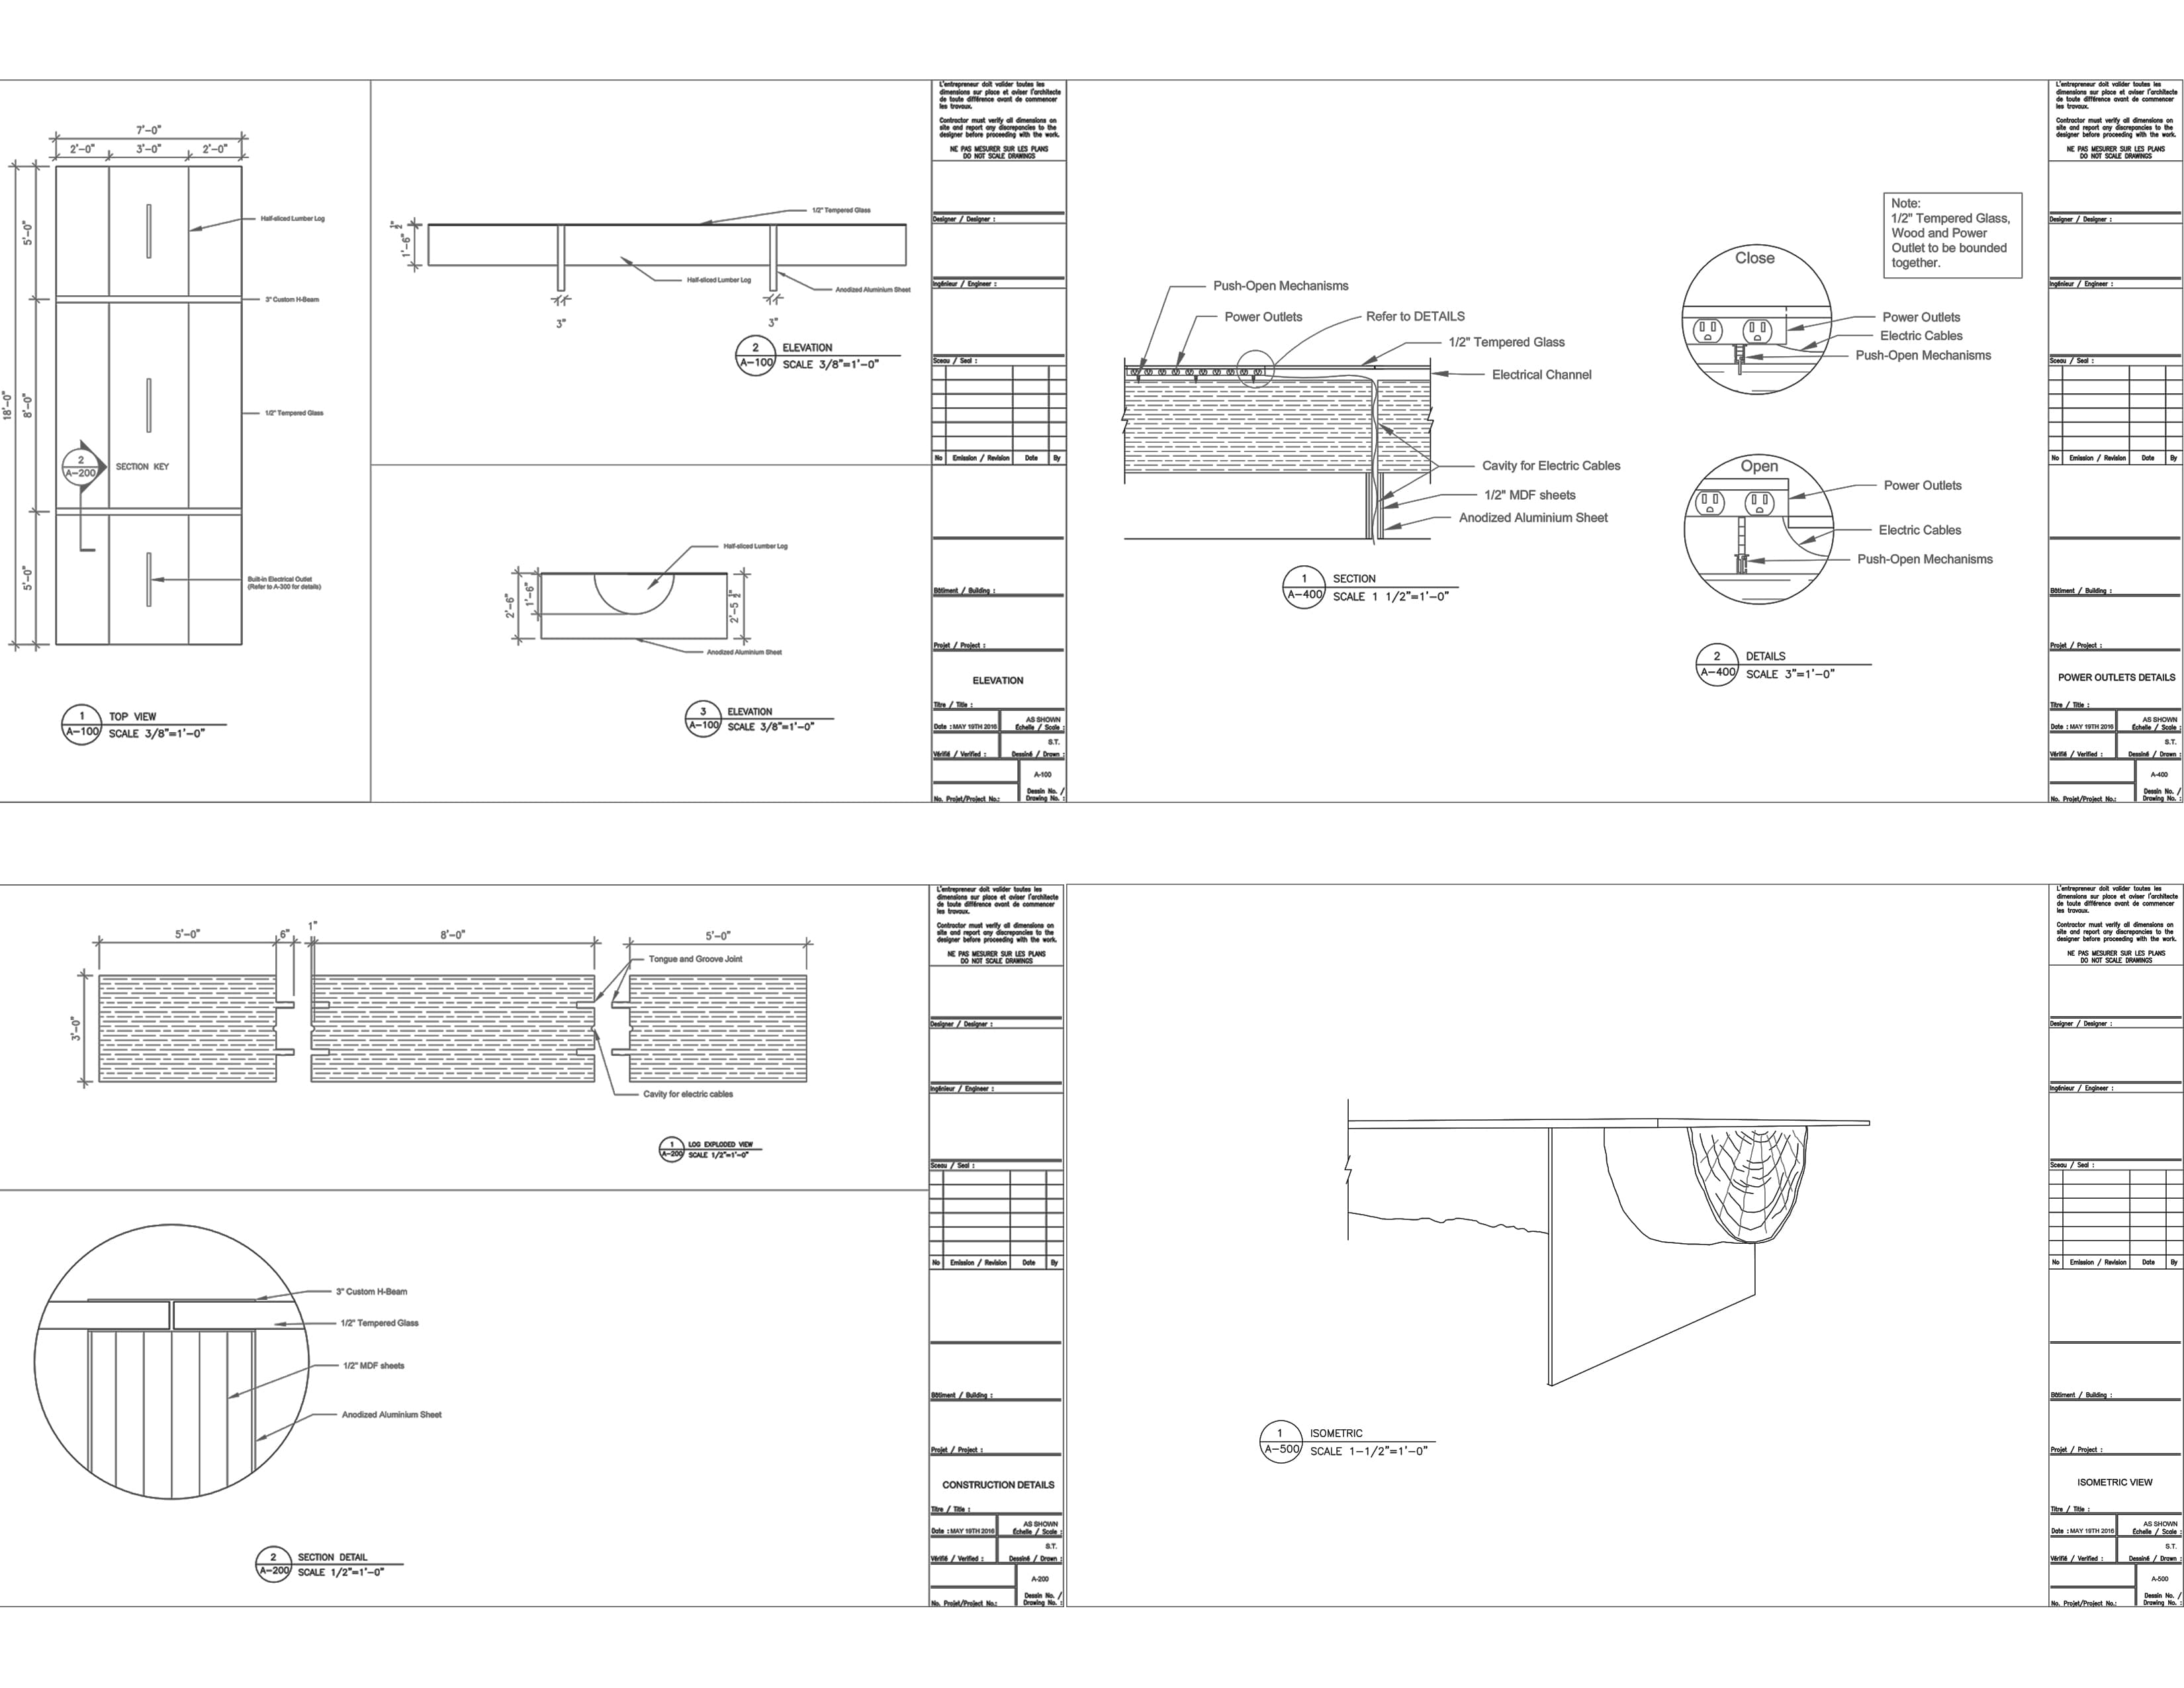 7'-0"
2'-0" 3'-0" 2'-0"
18'-0"
5'-0"
8'-0"
5'-0"
Half-sliced Lumber Log
3" Custom H-Beam
1/2" Tempered Glass
2
A-200
SECTION KEY
Built-in Electrical Outlet
(Refer to A-300 for details)
1
A-100
TOP VIEW
SCALE 3/8"=1'-0"
1/2" Tempered Glass
1/2"
1'-6"
Half-sliced Lumber Log
Anodized Aluminium Sheet
3" 3"
2
A-100
ELEVATION
SCALE 3/8"=1'-0"
Half-sliced Lumber Log
2'-6"
1'-6"
2'-5 1/2"
Anodized Aluminium Sheet
3
A-100
ELEVATION
SCALE 3/8"=1'-0"
L'entrepreneur doit valider toutes les
dimensions sur place et aviser l'architecte
de toute différence avant de commencer
les travaux.
Contractor must verify all dimensions on
site and report any discrepancies to the
designer before proceeding with the work.
NE PAS MESURER SUR LES PLANS
DO NOT SCALE DRAWINGS
Designer / Designer :
Ingénieur / Engineer :
Sceau / Seal :
No Emission / Revision Date By
Bâtiment / Building :
Projet / Project :
ELEVATION
Titre / Title :
Date : MAY 19TH 2016
AS SHOWN
Échelle / Scale :
S.T.
Vérifié / Verified : Dessiné / Drawn :
A-100
No. Projet/Project No.:
Dessin No. /
Drawing No. :
Push-Open Mechanisms
Power Outlets
Refer to DETAILS
1/2" Tempered Glass
Electrical Channel
Cavity for Electric Cables
1/2" MDF sheets
Anodized Aluminium Sheet
1
A-400
SECTION
SCALE 1 1/2"=1'-0"
Note:
1/2" Tempered Glass,
Wood and Power
Outlet to be bounded
together.
Close
Power Outlets
Electric Cables
Push-Open Mechanisms
Open
Power Outlets
Electric Cables
Push-Open Mechanisms
2
A-400
DETAILS
SCALE 3"=1'-0"
L'entrepreneur doit valider toutes les
dimensions sur place et aviser l'architecte
de toute différence avant de commencer
les travaux.
Contractor must verify all dimensions on
site and report any discrepancies to the
designer before proceeding with the work.
NE PAS MESURER SUR LES PLANS
DO NOT SCALE DRAWINGS
Designer / Designer :
Ingénieur / Engineer :
Sceau / Seal :
No Emission / Revision Date By
Bâtiment / Building :
Projet / Project :
POWER OUTLETS DETAILS
Titre / Title :
Date : MAY 19TH 2016
AS SHOWN
Échelle / Scale :
S.T.
Vérifié / Verified : Dessiné / Drawn :
A-400
No. Projet/Project No.:
Dessin No. /
Drawing No. :
5'-0" 6" 1" 8'-0" 5'-0"
3'-0"
Tongue and Groove Joint
Cavity for electric cables
1
A-200
LOG EXPLODED VIEW
SCALE 1/2"=1'-0"
3" Custom H-Beam
1/2" Tempered Glass
1/2" MDF sheets
Anodized Aluminium Sheet
2
A-200
SECTION DETAIL
SCALE 1/2"=1'-0"
L'entrepreneur doit valider toutes les
dimensions sur place et aviser l'architecte
de toute différence avant de commencer
les travaux.
Contractor must verify all dimensions on
site and report any discrepancies to the
designer before proceeding with the work.
NE PAS MESURER SUR LES PLANS
DO NOT SCALE DRAWINGS
Designer / Designer :
Ingénieur / Engineer :
Sceau / Seal :
No Emission / Revision Date By
Bâtiment / Building :
Projet / Project :
CONSTRUCTION DETAILS
Titre / Title :
Date : MAY 19TH 2016
AS SHOWN
Échelle / Scale :
S.T.
Vérifié / Verified : Dessiné / Drawn :
A-200
No. Projet/Project No.:
Dessin No. /
Drawing No. :
1
A-500
ISOMETRIC
SCALE 1-1/2"=1'-0"
L'entrepreneur doit valider toutes les
dimensions sur place et aviser l'architecte
de toute différence avant de commencer
les travaux.
Contractor must verify all dimensions on
site and report any discrepancies to the
designer before proceeding with the work.
NE PAS MESURER SUR LES PLANS
DO NOT SCALE DRAWINGS
Designer / Designer :
Ingénieur / Engineer :
Sceau / Seal :
No Emission / Revision Date By
Bâtiment / Building :
Projet / Project :
ISOMETRIC VIEW
Titre / Title :
Date : MAY 19TH 2016
AS SHOWN
Échelle / Scale :
S.T.
Vérifié / Verified : Dessiné / Drawn :
A-500
No. Projet/Project No.:
Dessin No. /
Drawing No. :